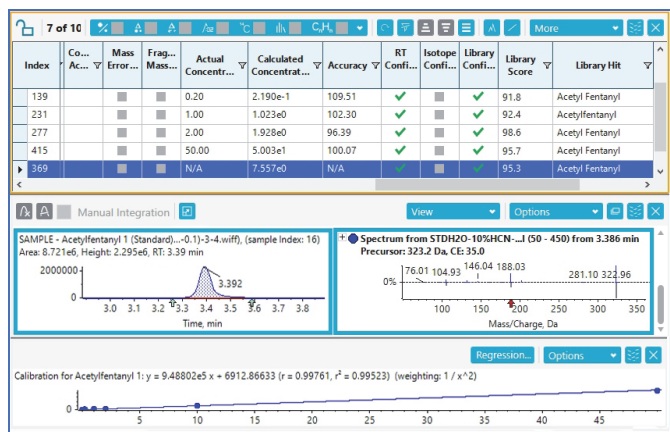 7 of 10
More
Index
Co... Ac...
Mass Error...
Frag... Mass...
Actual Concentr...
Calculated Concentrat...
Accuracy
RT Confi...
Isotope Confi...
Library Confi...
Library Score
Library Hit
139 0.20 2.190e-1 109.51 91.8 Acetyl Fentanyl
231 1.00 1.023e0 102.30 92.4 Acetylfentanyl
277 2.00 1.928e0 96.39 98.6 Acetyl Fentanyl
415 50.00 5.003e1 100.07 95.7 Acetyl Fentanyl
369 N/A 7.557e0 N/A 95.3 Acetyl Fentanyl
Manual Integration View Options
SAMPLE - Acetylfentanyl 1 (Standard)...-0.1)-3-4.wiff), (sample Index: 16)
Area: 8.721e6, Height: 2.295e6, RT: 3.39 min
2000000
3.392
0
3.0 3.1 3.2 3.3 3.4 3.5 3.6 3.7 3.8
Time, min
Spectrum from STDH2O-10%HCN-...l (50 - 450) from 3.386 min
Precursor: 323.2 Da, CE: 35.0
76.01 104.93 146.04 188.03 281.10 322.96
0%
100 150 200 250 300 350
Mass/Charge, Da
Regression... Options
Calibration for Acetylfentanyl 1: y = 9.48802e5 x + 6912.86633 (r = 0.99761, r² = 0.99523) (weighting: 1 / x^2)
0
5 10 15 20 25 30 35 40 45